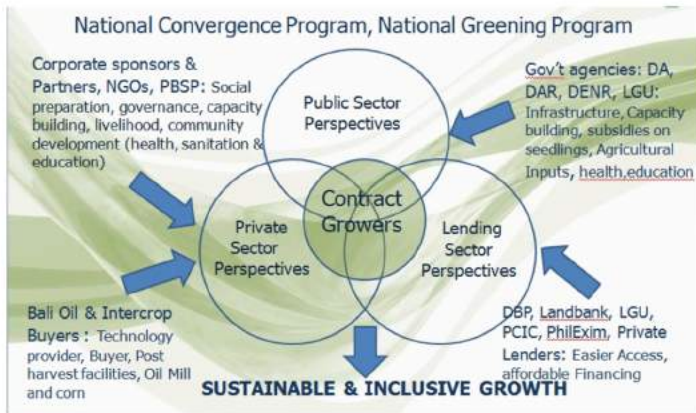 National Convergence Program, National Greening Program
Corporate sponsors &
Partners, NGOs, PBSP: Social
preparation, governance, capacity
building, livelihood, community
development (health, sanitation &
education)
Public Sector
Perspectives
Gov't agencies: DA,
DAR, DENR, LGU:
Infrastructure, Capacity
building, subsidies on
seedlings, Agricultural
Inputs, health,education
Contract
Growers
Private
Sector
Perspectives
Lending
Sector
Perspectives
Bali Oil & Intercrop
Buyers : Technology
provider, Buyer, Post
harvest facilities, Oil Mill
and corn
DBP, Landbank, LGU,
PCIC, PhilExim, Private
Lenders: Easier Access,
affordable Financing
SUSTAINABLE & INCLUSIVE GROWTH